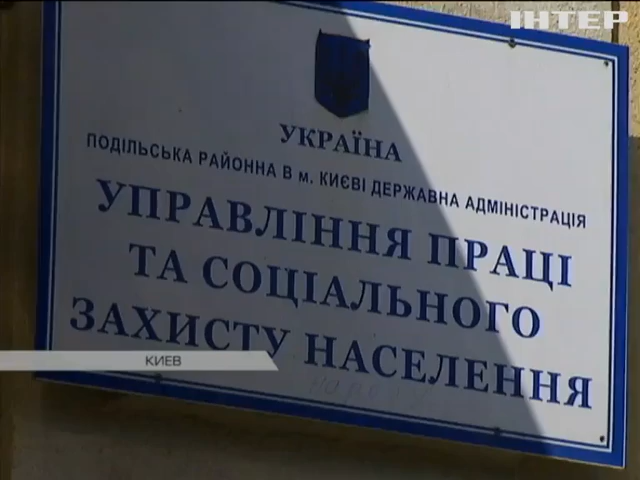 ІНТЕР
УКРАЇНА
ПОДІЛЬСЬКА РАЙОННА В м. КИЄВІ ДЕРЖАВНА АДМІНІСТРАЦІЯ
УПРАВЛІННЯ ПРАЦІ
ТА СОЦІАЛЬНОГО
ЗАХИСТУ НАСЕЛЕННЯ
КИЕВ